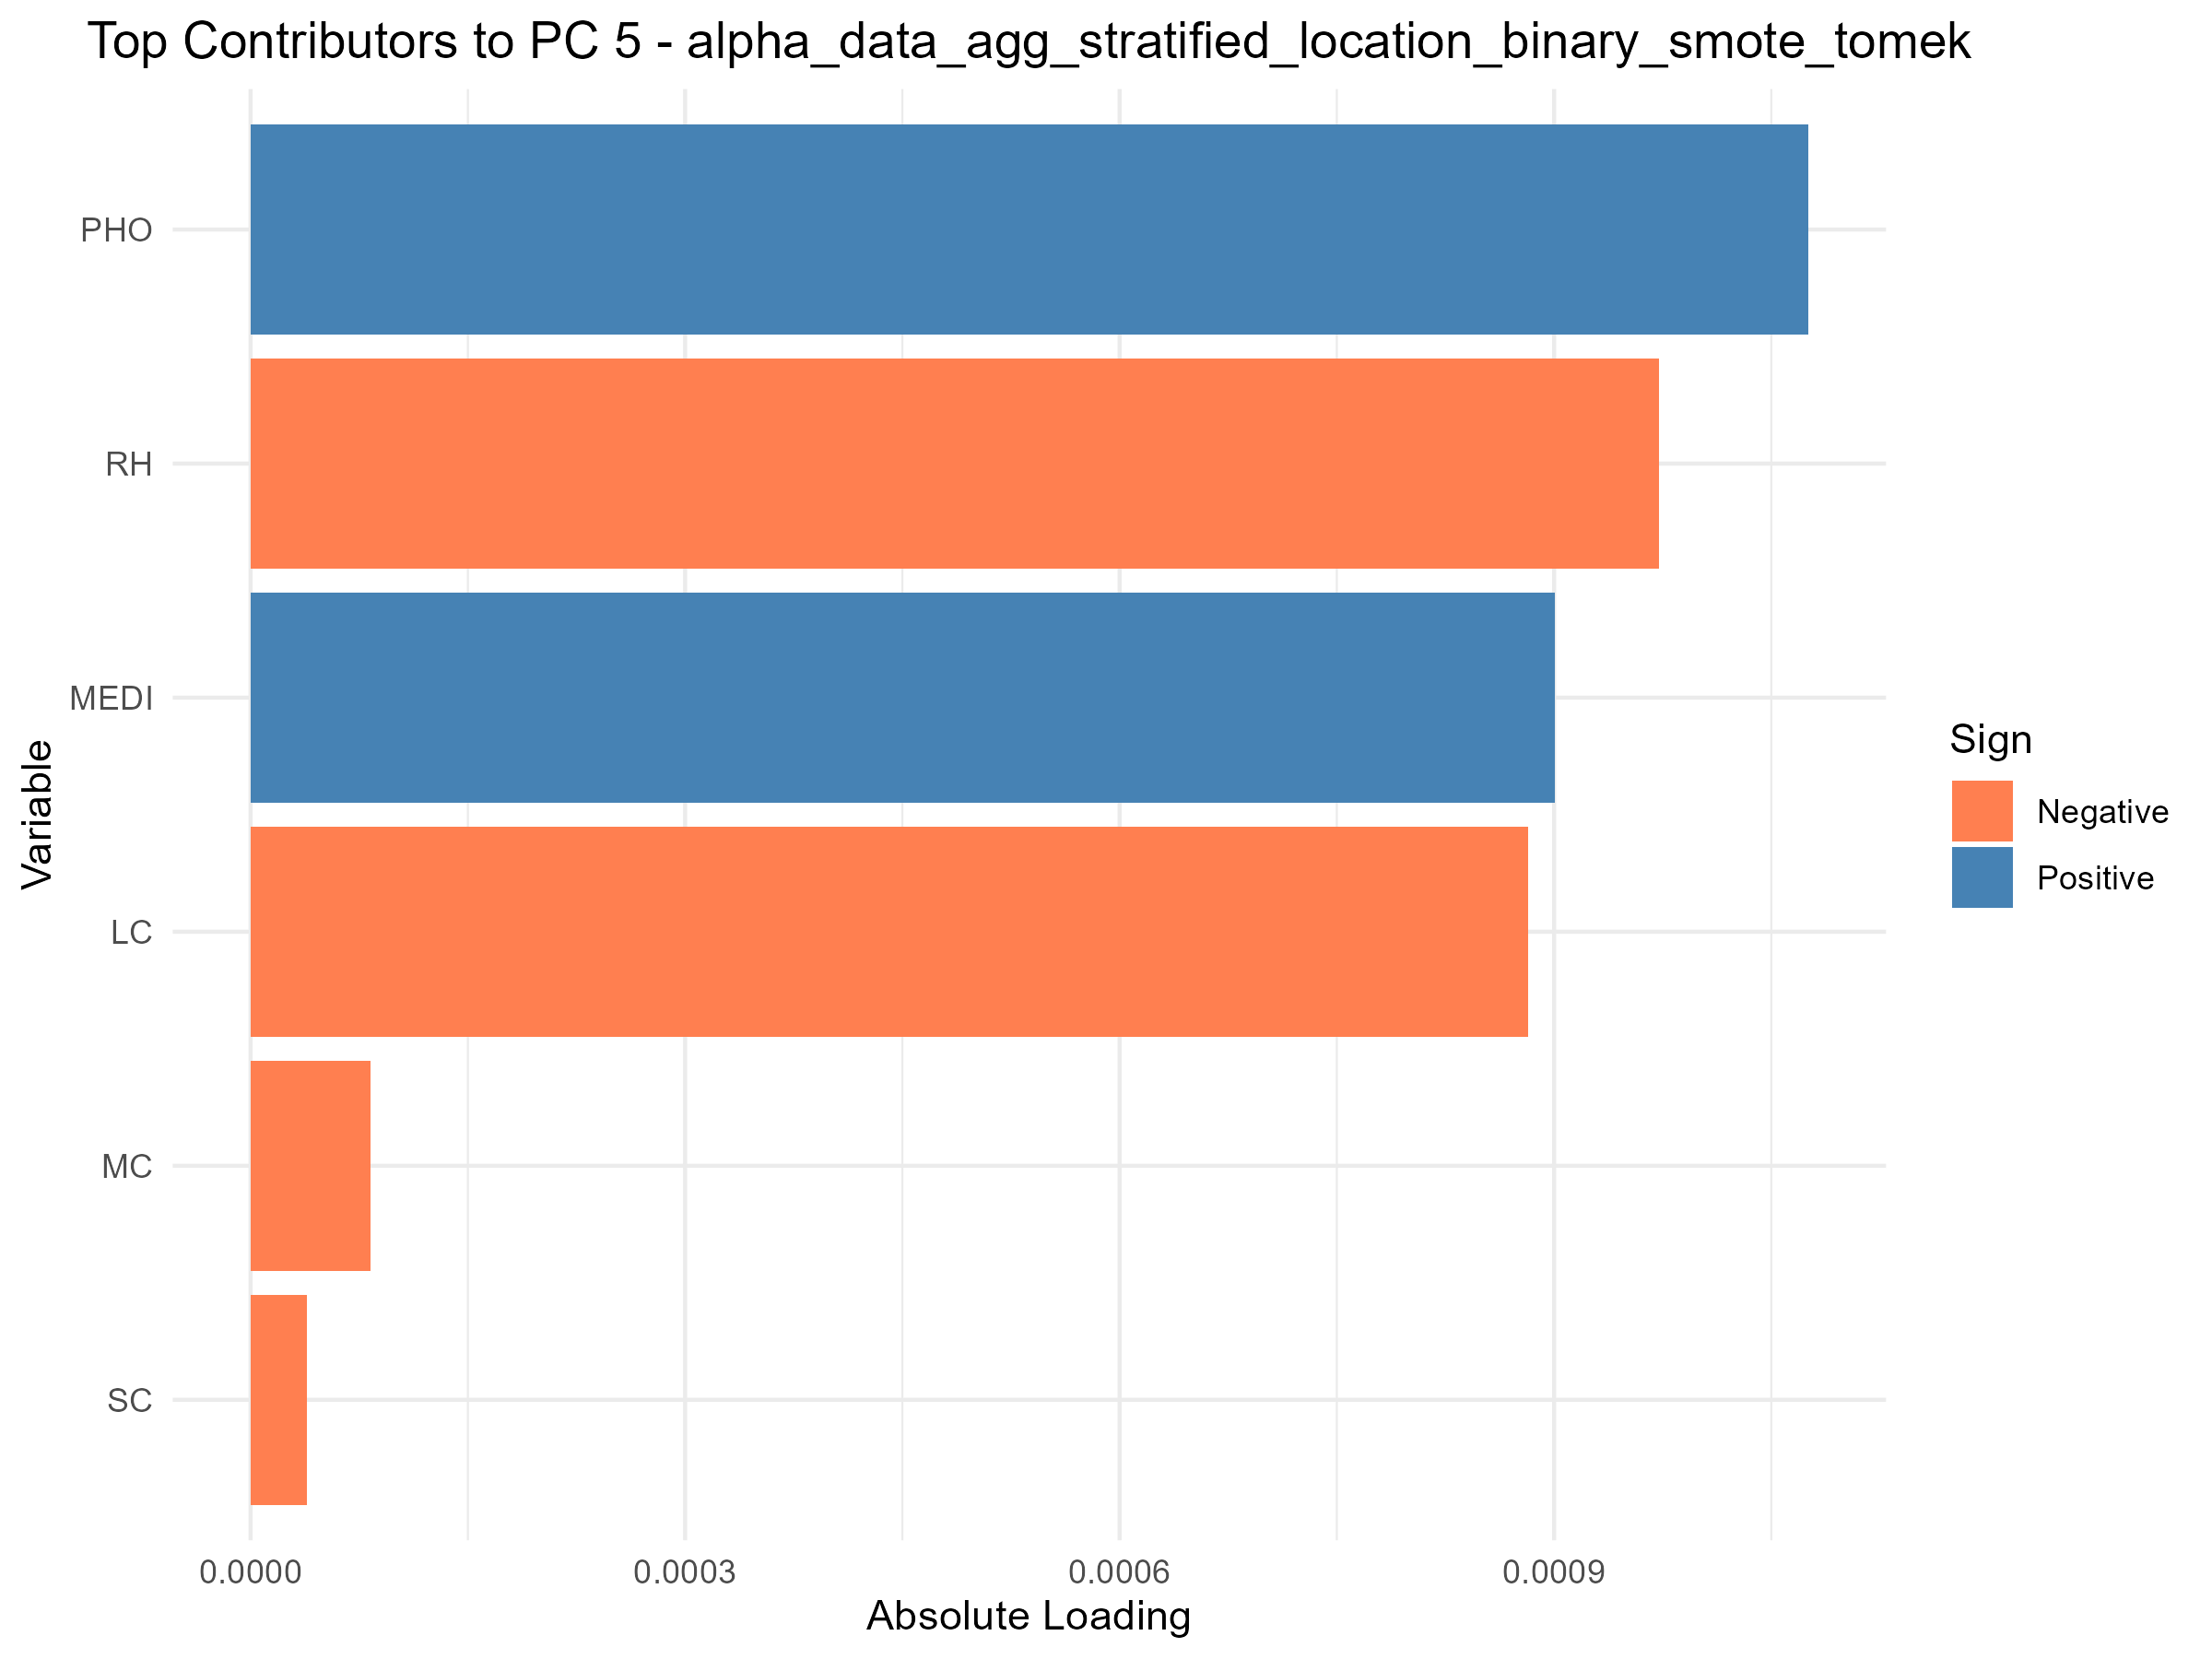 Top Contributors to PC 5 - alpha_data_agg_stratified_location_binary_smote_tomek
PHO
RH
MEDI
LC
MC
SC
Variable
0.0000 0.0003 0.0006 0.0009
Absolute Loading
Sign
Negative
Positive